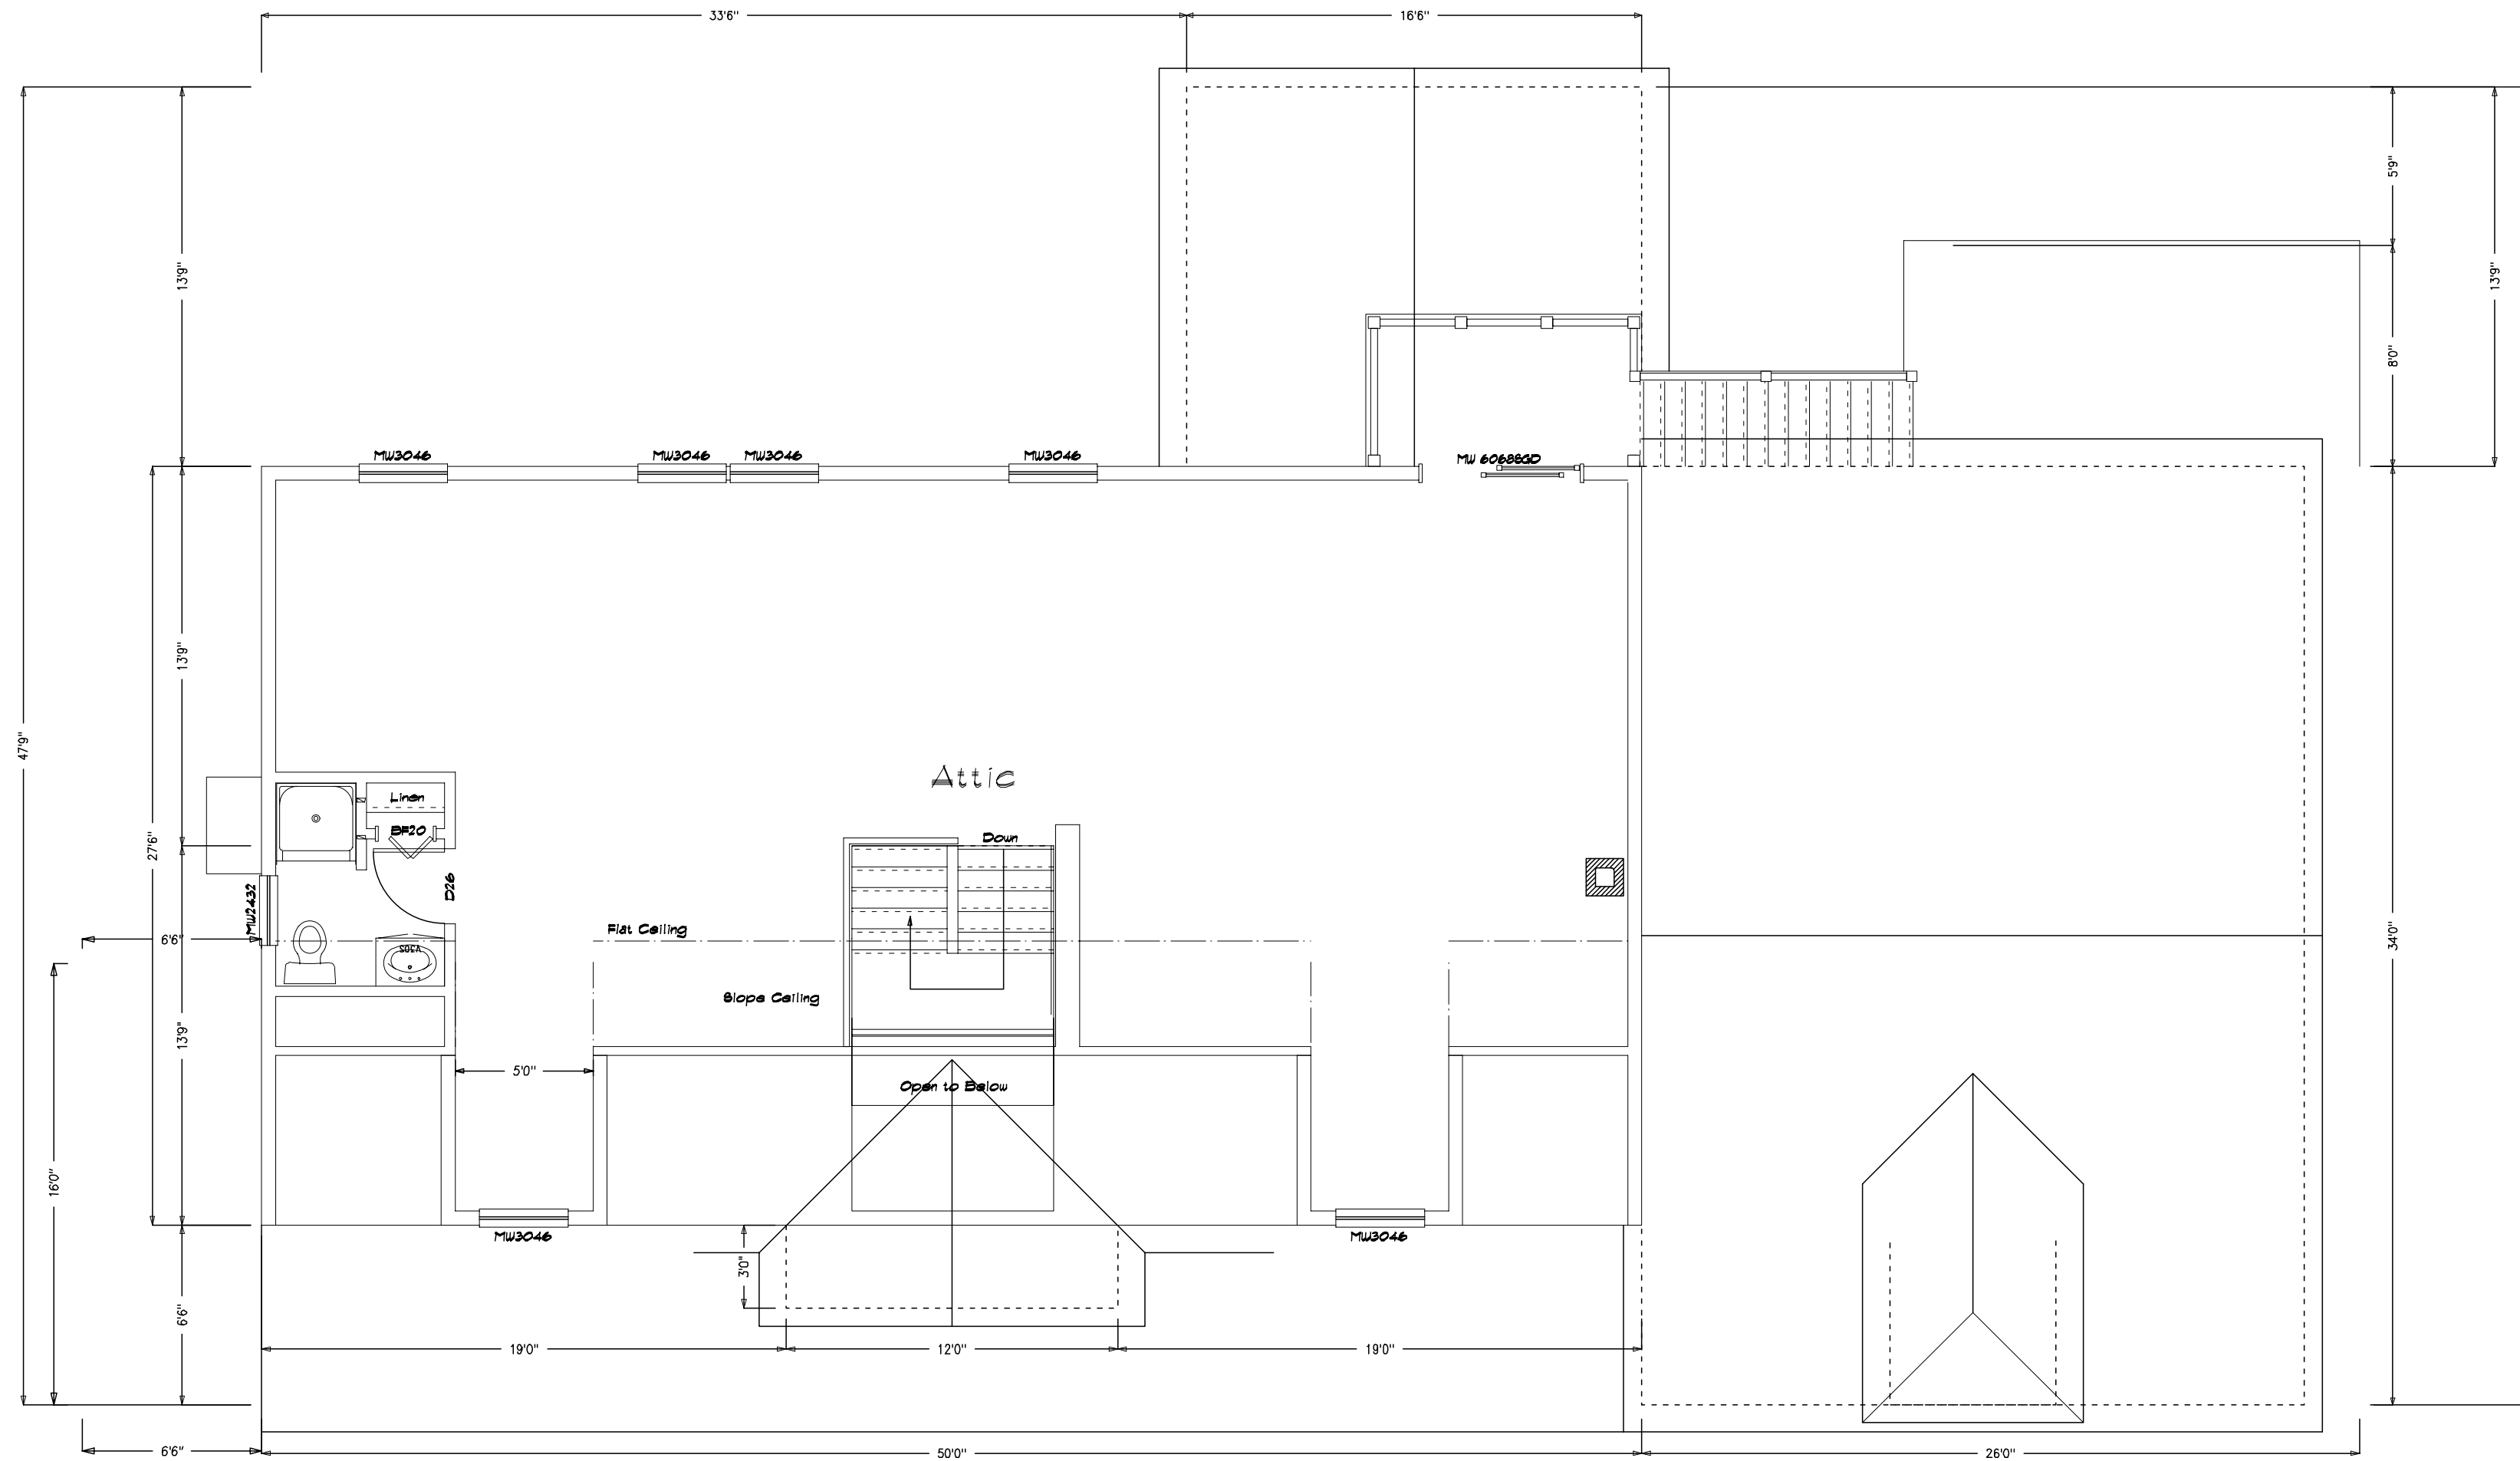 33'6"
16'6"
5'9"
13'9"
13'9"
8'0"
MW3046
MW3046
MW3046
MW3046
MW 6068SGD
13'9"
47'9"
27'6"
Attic
Linen
BF20
Down
D26
MW2432
6'6"
Flat Ceiling
34'0"
Slope Ceiling
13'9"
5'0"
Open to Below
16'0"
MW3046
MW3046
3'0"
6'6"
19'0"
12'0"
19'0"
6'6"
50'0"
26'0"